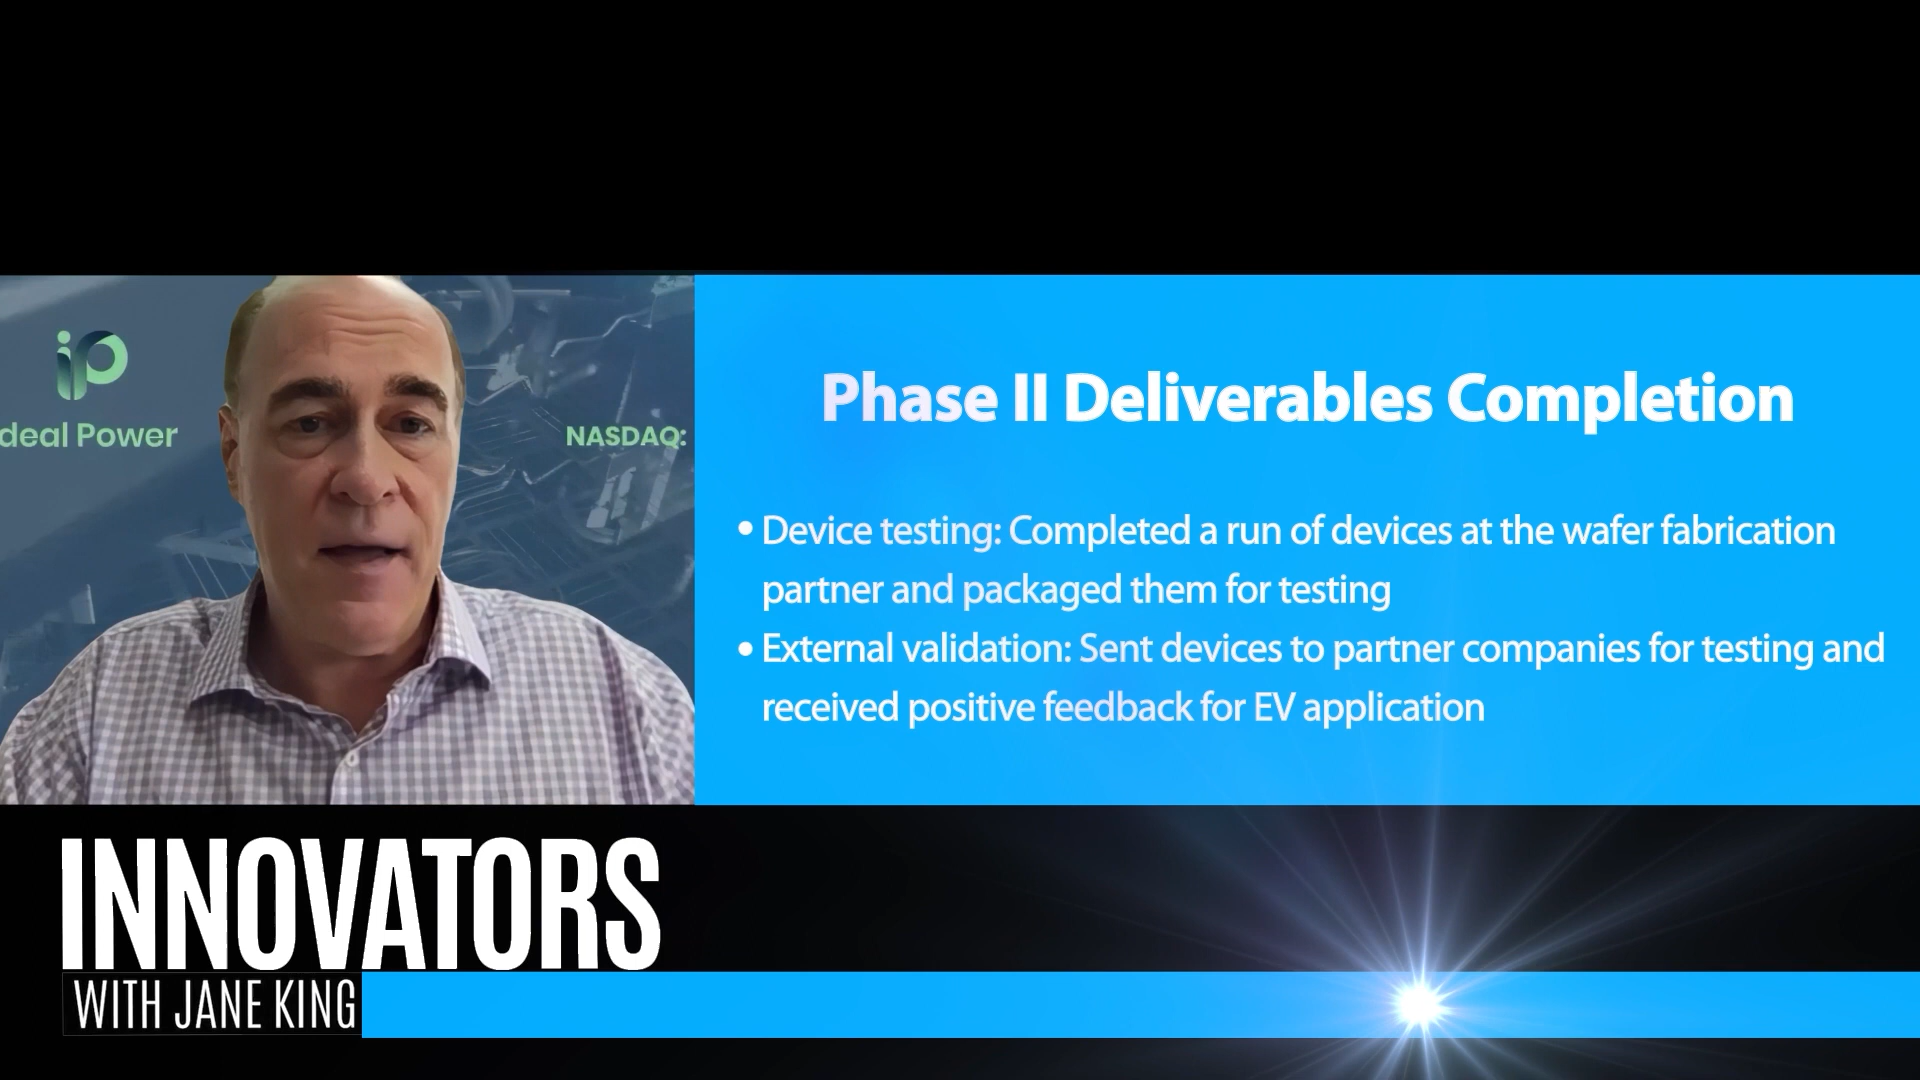 ip
deal Power
NASDAQ:
Phase II Deliverables Completion
• Device testing: Completed a run of devices at the wafer fabrication
partner and packaged them for testing
• External validation: Sent devices to partner companies for testing and
received positive feedback for EV application
INNOVATORS
WITH JANE KING